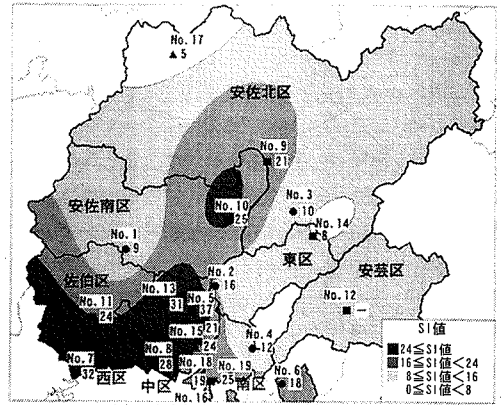 No.17
5
安佐北区
No.9
21
No.3
10
No.10
25
No.14
8
安佐南区
No.1
9
東区
安芸区
佐伯区
No.2
16
No.13
31
No.5
37
No.11
24
No.12
一
No.15
21
24
No.4
12
No.8
28
No.7
32
西区
中区
No.18
19
No.19
25
南区
No.6
18
No.16
SI値
24≦SI値
16≦SI値<24
8≦SI値<16
0≦SI値<8